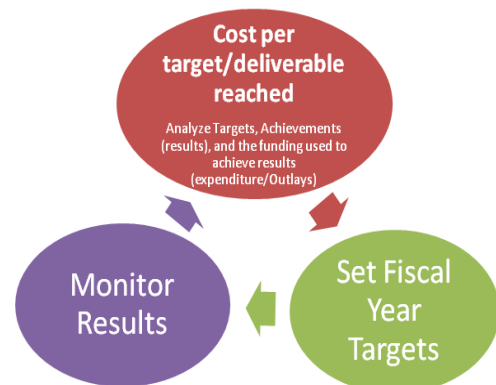 Cost per
target/deliverable
reached
Analyze Targets, Achievements
(results), and the funding used to
achieve results
(expenditure/Outlays)
Set Fiscal
Year
Targets
Monitor
Results